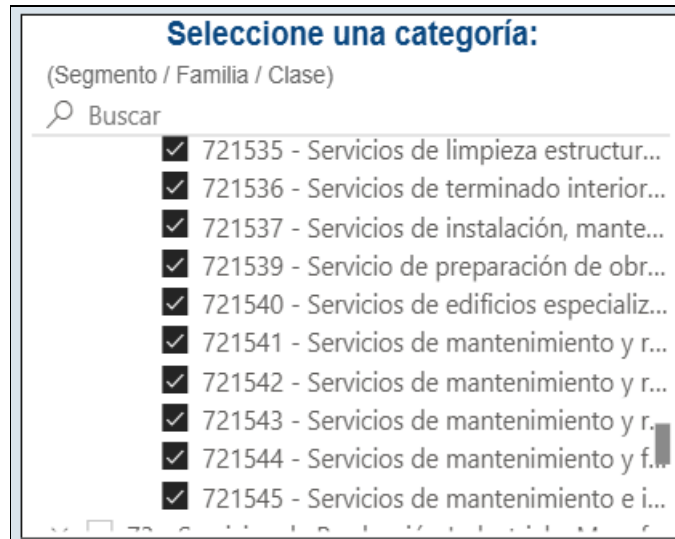 Seleccione una categoría:
(Segmento / Familia / Clase)
Buscar
721535 - Servicios de limpieza estructur...
721536 - Servicios de terminado interior...
721537 - Servicios de instalación, mante...
721539 - Servicio de preparación de obr...
721540 - Servicios de edificios especializ...
721541 - Servicios de mantenimiento y r...
721542 - Servicios de mantenimiento y r...
721543 - Servicios de mantenimiento y r...
721544 - Servicios de mantenimiento y f...
721545 - Servicios de mantenimiento e i...